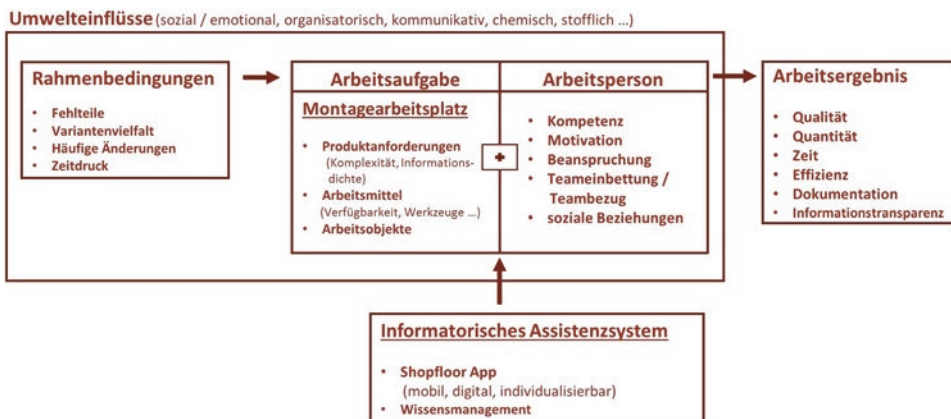 Umwelteinflüsse (sozial / emotional, organisatorisch, kommunikativ, chemisch, stofflich ...)
Rahmenbedingungen
• Fehlteile
• Variantenvielfalt
• Häufige Änderungen
• Zeitdruck
Arbeitsaufgabe
Montagearbeitsplatz
• Produktanforderungen
(Komplexität, Informations-
dichte)
• Arbeitsmittel
(Verfügbarkeit, Werkzeuge ...)
• Arbeitsobjekte
+
Arbeitsperson
• Kompetenz
• Motivation
• Beanspruchung
• Teameinbettung /
Teambezug
• soziale Beziehungen
Arbeitsergebnis
• Qualität
• Quantität
• Zeit
• Effizienz
• Dokumentation
• Informationstransparenz
Informatorisches Assistenzsystem
• Shopfloor App
(mobil, digital, individualisierbar)
• Wissensmanagement